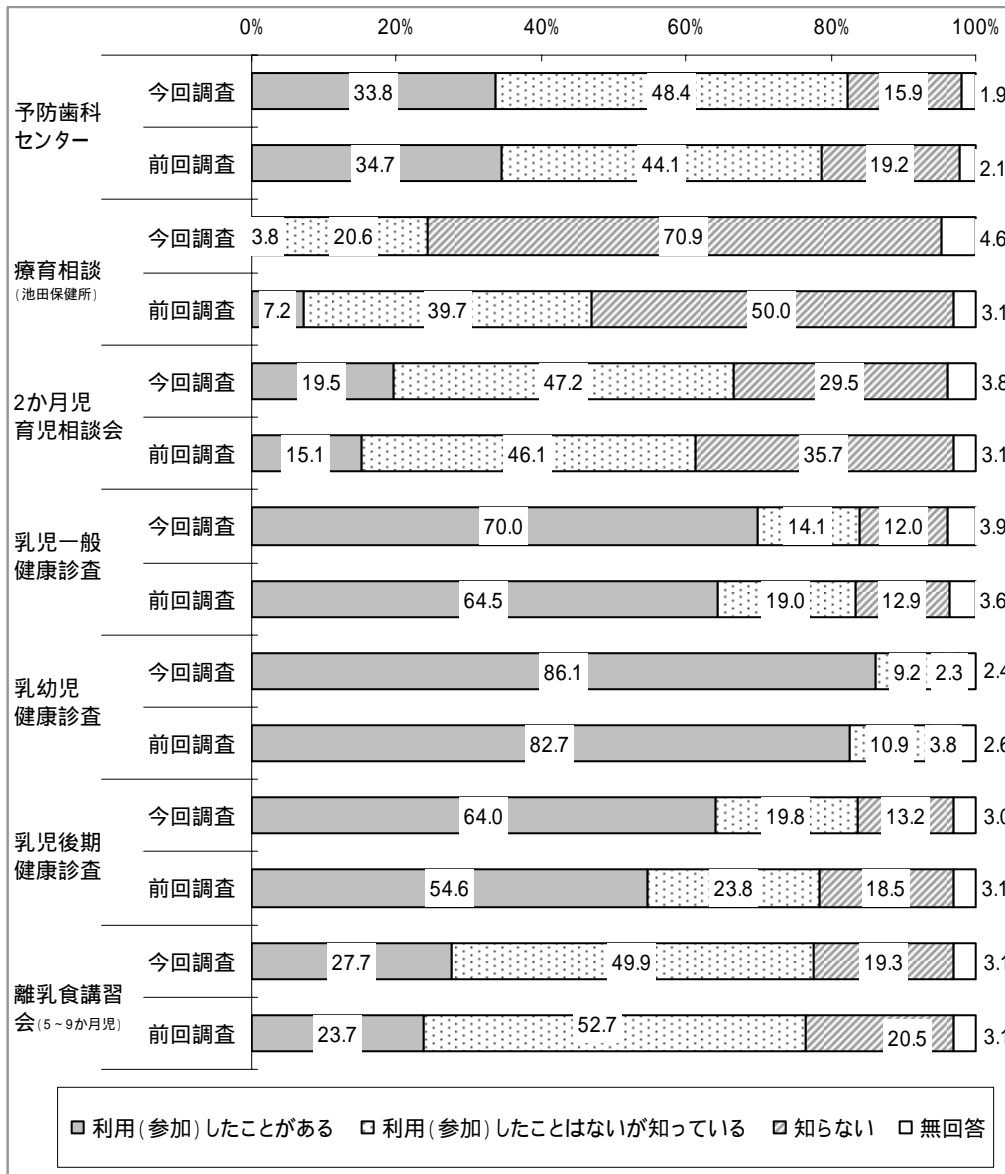 0% 20% 40% 60% 80% 100%
予防歯科
センター
今回調査 33.8 48.4 15.9 1.9
前回調査 34.7 44.1 19.2 2.1
療育相談
(池田保健所)
今回調査 3.8 20.6 70.9 4.6
前回調査 7.2 39.7 50.0 3.1
2か月児
育児相談会
今回調査 19.5 47.2 29.5 3.8
前回調査 15.1 46.1 35.7 3.1
乳児一般
健康診査
今回調査 70.0 14.1 12.0 3.9
前回調査 64.5 19.0 12.9 3.6
乳幼児
健康診査
今回調査 86.1 9.2 2.3 2.4
前回調査 82.7 10.9 3.8 2.6
乳児後期
健康診査
今回調査 64.0 19.8 13.2 3.0
前回調査 54.6 23.8 18.5 3.1
離乳食講習
会(5~9か月児)
今回調査 27.7 49.9 19.3 3.1
前回調査 23.7 52.7 20.5 3.1
利用(参加)したことがある 利用(参加)したことはないが知っている 知らない 無回答